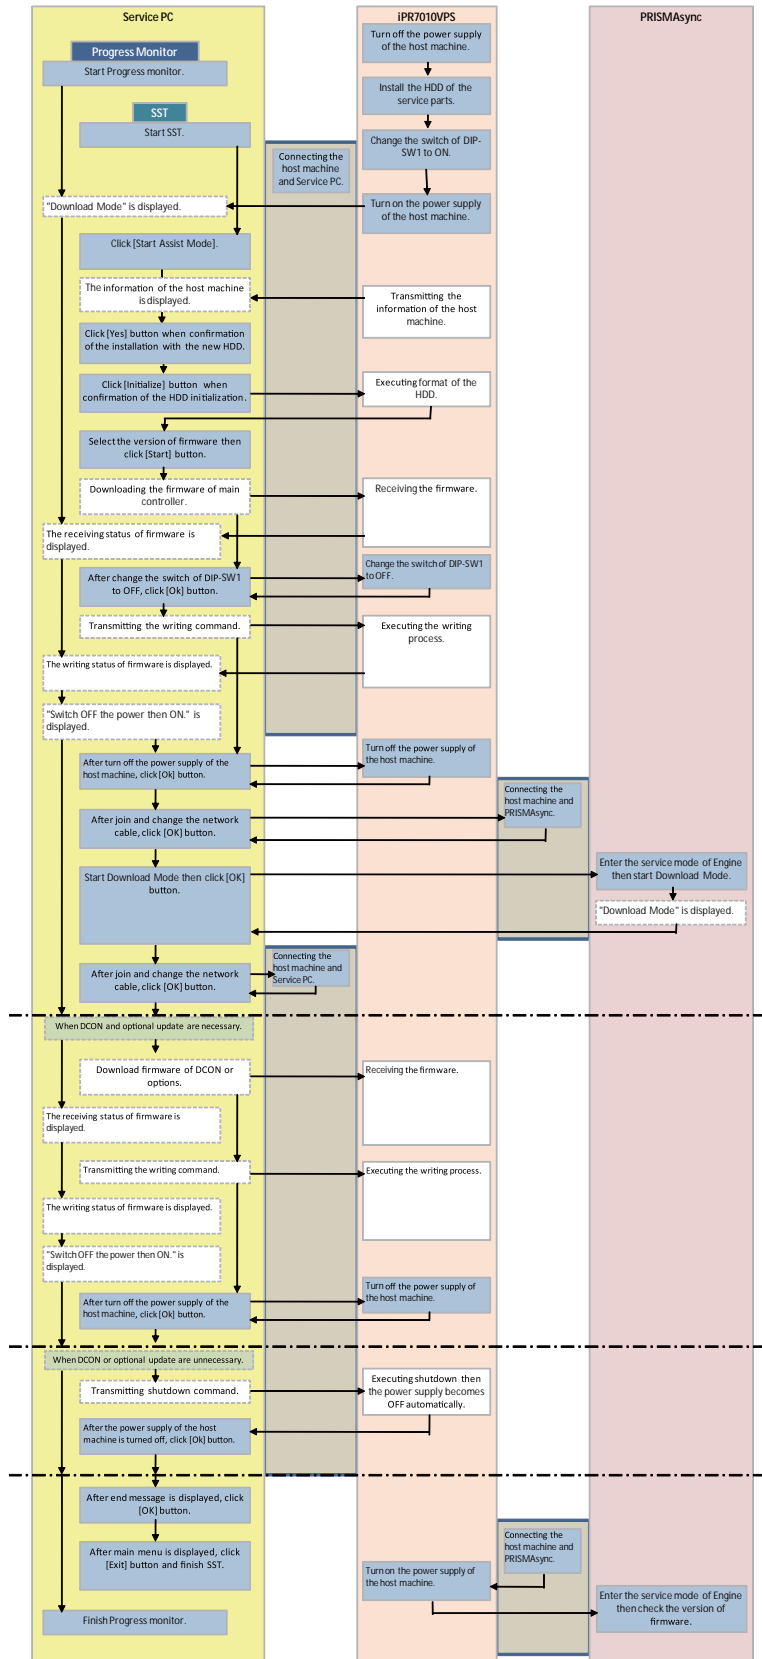 Service PC
iPR7010VPS
PRISMAsync
Turn off the power supply
of the host machine.
Progress Monitor
Start Progress monitor.
Install the HDD of the
service parts.
SST
Start SST.
Change the switch of DIP-
SW1 to ON.
Connecting the
host machine
and Service PC.
"Download Mode" is displayed.
Turn on the power supply
of the host machine.
Click [Start Assist Mode].
The information of the host machine
is displayed.
Transmitting the
information of the host
machine.
Click [Yes] button when confirmation
of the installation with the new HDD.
Click [Initialize] button when
confirmation of the HDD initialization.
Executing format of the
HDD.
Select the version of firmware then
click [Start] button.
Downloading the firmware of main
controller.
Receiving the firmware.
The receiving status of firmware is
displayed.
After change the switch of DIP-SW1
to OFF, click [Ok] button.
Change the switch of DIP-SW1
to OFF.
Transmitting the writing command.
Executing the writing
process.
The writing status of firmware is displayed.
"Switch OFF the power then ON." is
displayed.
After turn off the power supply of the
host machine, click [Ok] button.
Turn off the power supply of
the host machine.
After join and change the network
cable, click [OK] button.
Connecting the
host machine and
PRISMAsync.
Start Download Mode then click [OK]
button.
Enter the service mode of Engine
then start Download Mode.
"Download Mode" is displayed.
After join and change the network
cable, click [OK] button.
Connecting the
host machine and
Service PC.
When DCON and optional update are necessary.
Download firmware of DCON or
options.
Receiving the firmware.
The receiving status of firmware is
displayed.
Transmitting the writing command.
Executing the writing process.
The writing status of firmware is displayed.
"Switch OFF the power then ON." is
displayed.
After turn off the power supply of the
host machine, click [Ok] button.
Turn off the power supply of
the host machine.
When DCON or optional update are unnecessary.
Transmitting shutdown command.
Executing shutdown then
the power supply becomes
OFF automatically.
After the power supply of the host
machine is turned off, click [Ok] button.
After end message is displayed, click
[OK] button.
After main menu is displayed, click
[Exit] button and finish SST.
Connecting the
host machine and
PRISMAsync.
Turn on the power supply of
the host machine.
Enter the service mode of Engine
then check the version of
firmware.
Finish Progress monitor.